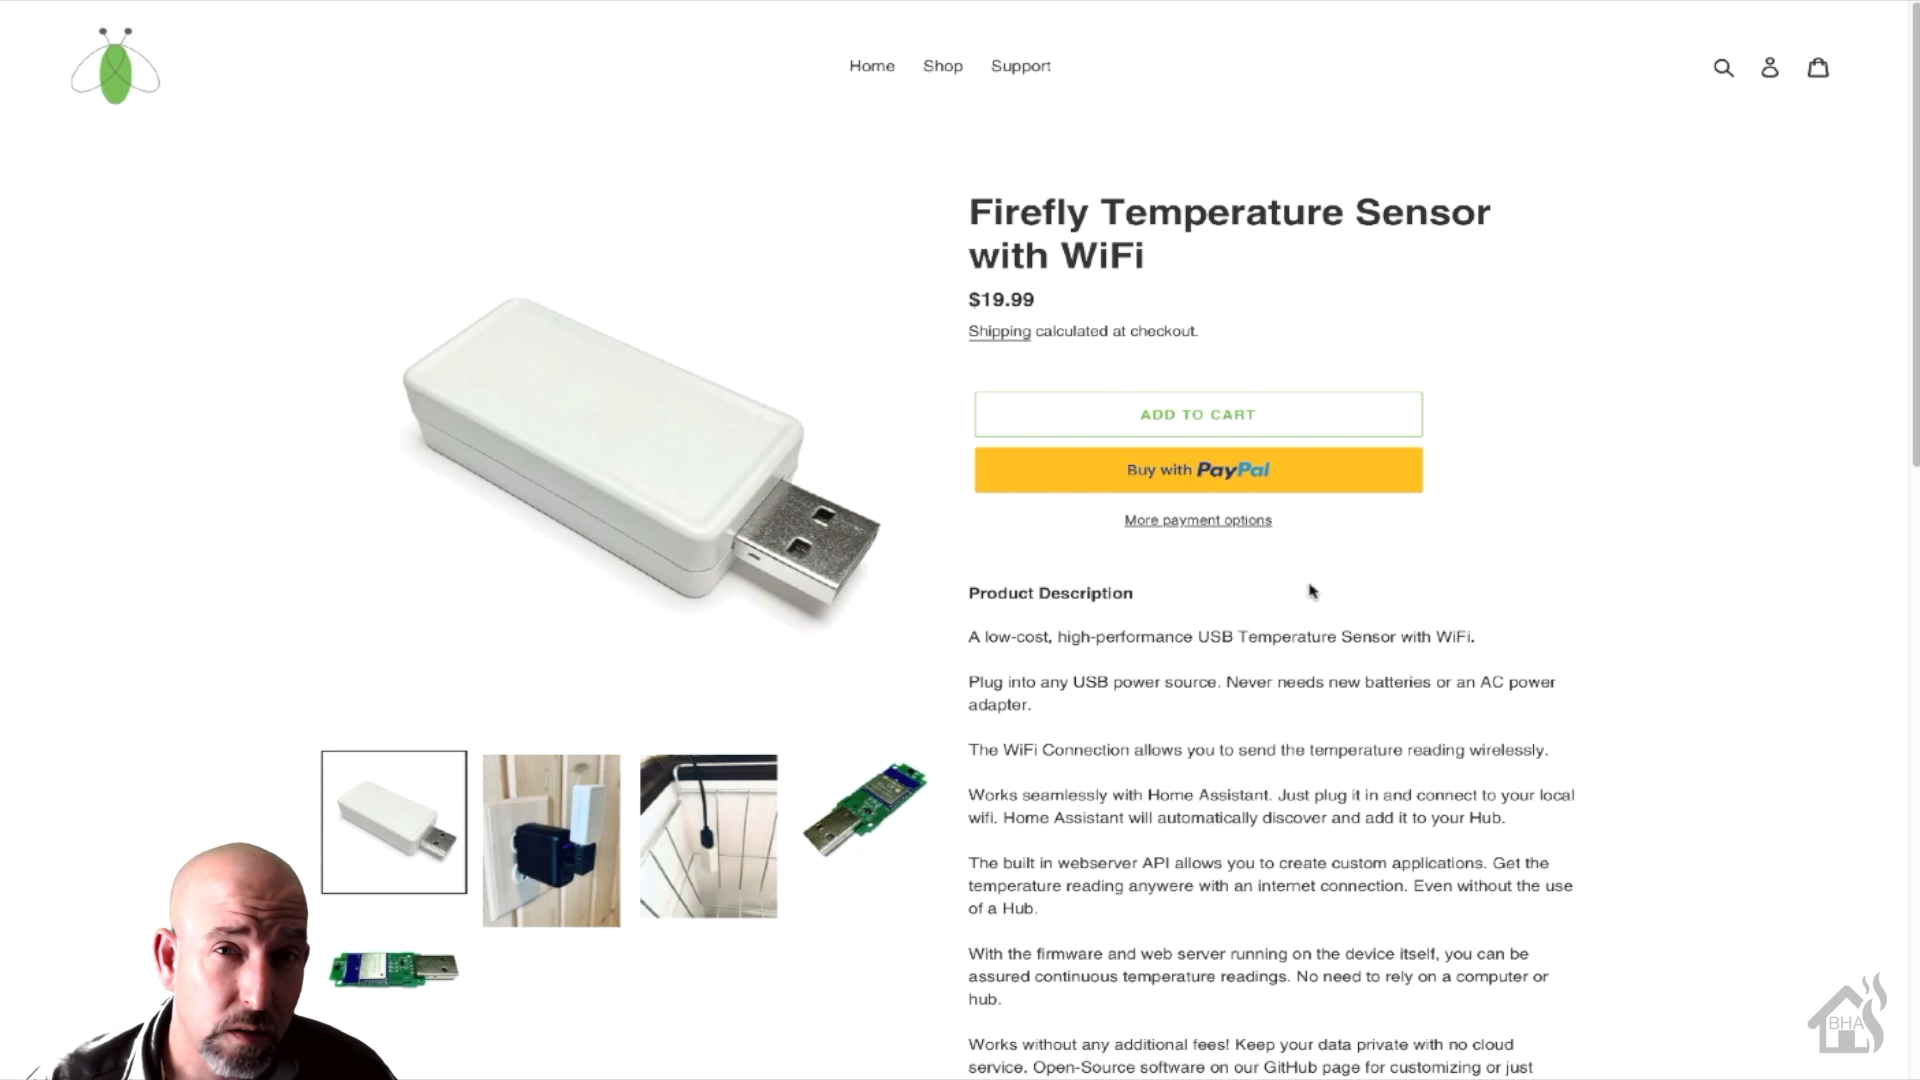 Home
Shop
Support
Firefly Temperature Sensor
with WiFi
$19.99
Shipping calculated at checkout.
ADD TO CART
Buy with PayPal
More payment options
Product Description
A low-cost, high-performance USB Temperature Sensor with WiFi.
Plug into any USB power source. Never needs new batteries or an AC power
adapter.
The WiFi Connection allows you to send the temperature reading wirelessly.
Works seamlessly with Home Assistant. Just plug it in and connect to your local
wifi. Home Assistant will automatically discover and add it to your Hub.
The built in webserver API allows you to create custom applications. Get the
temperature reading anywere with an internet connection. Even without the use
of a Hub.
With the firmware and web server running on the device itself, you can be
assured continuous temperature readings. No need to rely on a computer or
hub.
Works without any additional fees! Keep your data private with no cloud
service. Open-Source software on our GitHub page for customizing or just
BHA